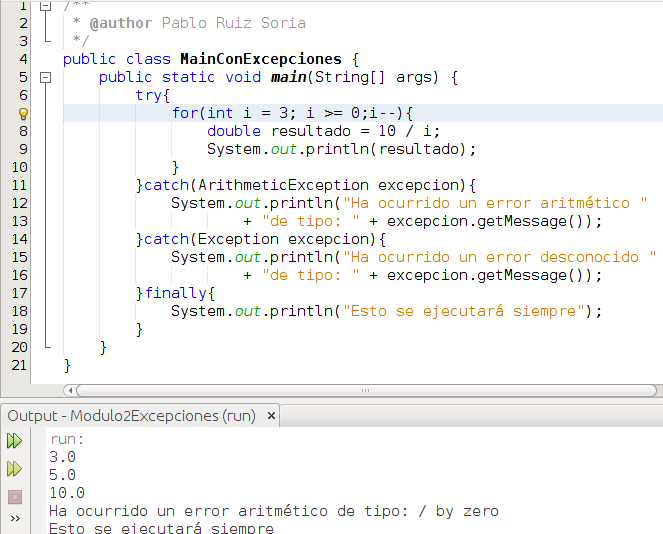 1 /**
2 * @author Pablo Ruiz Soria
3 */
4 public class MainConExcepciones {
5 public static void main(String[] args) {
6 try{
for(int i = 3; i >= 0;i--){
8 double resultado = 10 / i;
9 System.out.println(resultado);
10 }
11 }catch(ArithmeticException excepcion){
12 System.out.println("Ha ocurrido un error aritmético "
13 + "de tipo: " + excepcion.getMessage());
14 }catch(Exception excepcion){
15 System.out.println("Ha ocurrido un error desconocido "
16 + "de tipo: " + excepcion.getMessage());
17 }finally{
18 System.out.println("Esto se ejecutará siempre");
19 }
20 }
21 }
Output - Modulo2Excepciones (run) ×
run:
3.0
5.0
10.0
Ha ocurrido un error aritmético de tipo: / by zero
Esto se ejecutará siempre